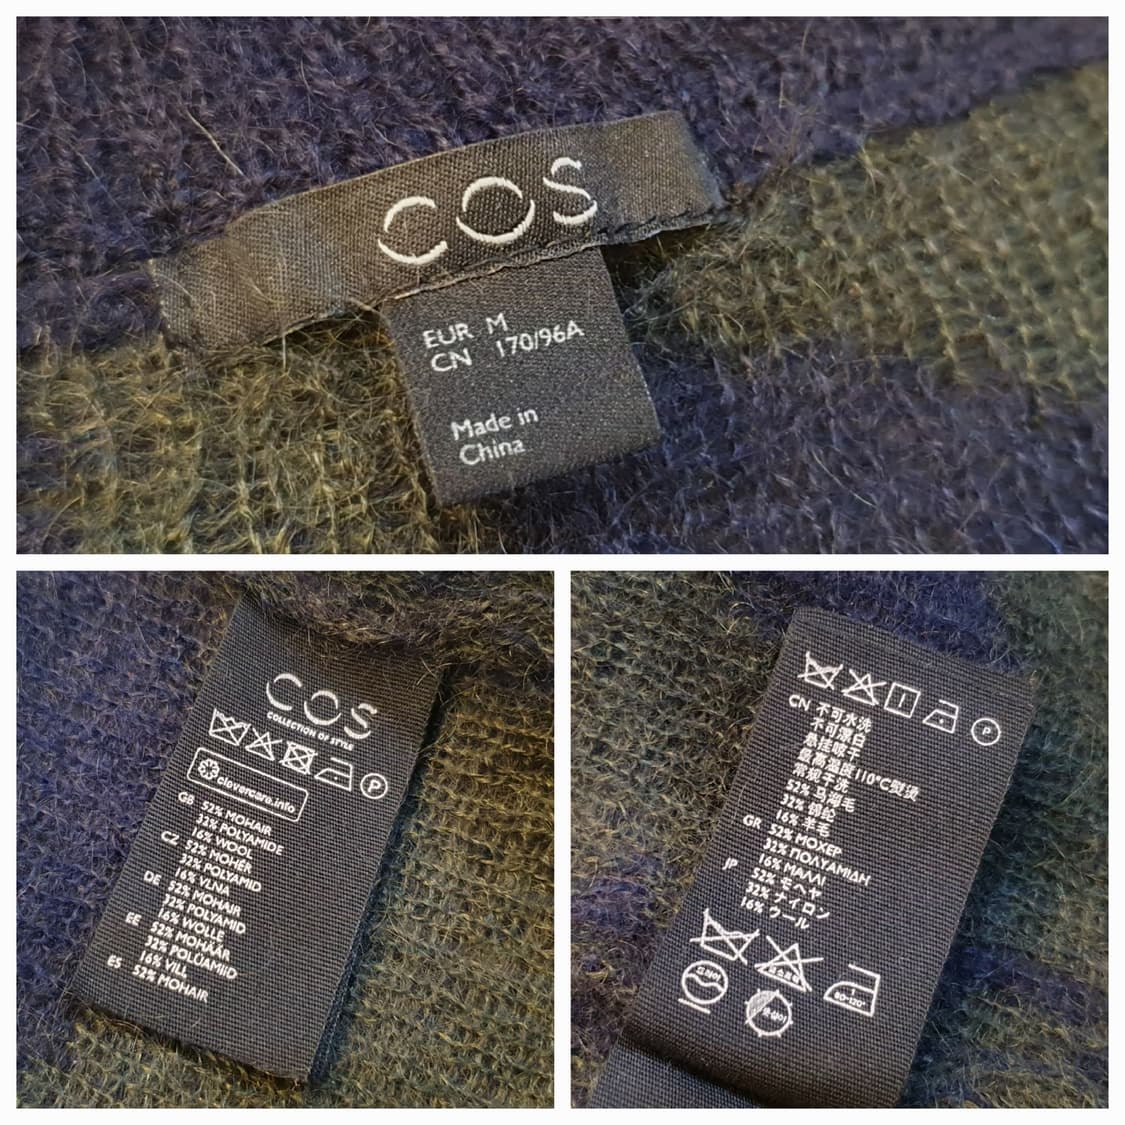 COS
EUR M
CN 170/96A
Made in
China
COS
COLLECTION OF STYLE
P
clevercare.info
GB 52% MOHAIR
32% POLYAMIDE
16% WOOL
CZ 52% MOHÉR
32% POLYAMID
16% VLNA
DE 52% MOHAIR
32% POLYAMID
16% WOLLE
EE 52% MOHÄÄR
32% POLÜAMIID
16% VILL
ES 52% MOHAIR
P
CN 不可水洗
不可漂白
悬挂晾干
最高温度110°C熨烫
常规干洗
52% 马海毛
32% 锦纶
16% 羊毛
GR 52% ΜΟΧΕΡ
32% ΠΟΛΥΑΜΙΔΗ
16% ΜΑΛΛΙ
JP 52% モヘヤ
32% ナイロン
16% ウール
80-120°